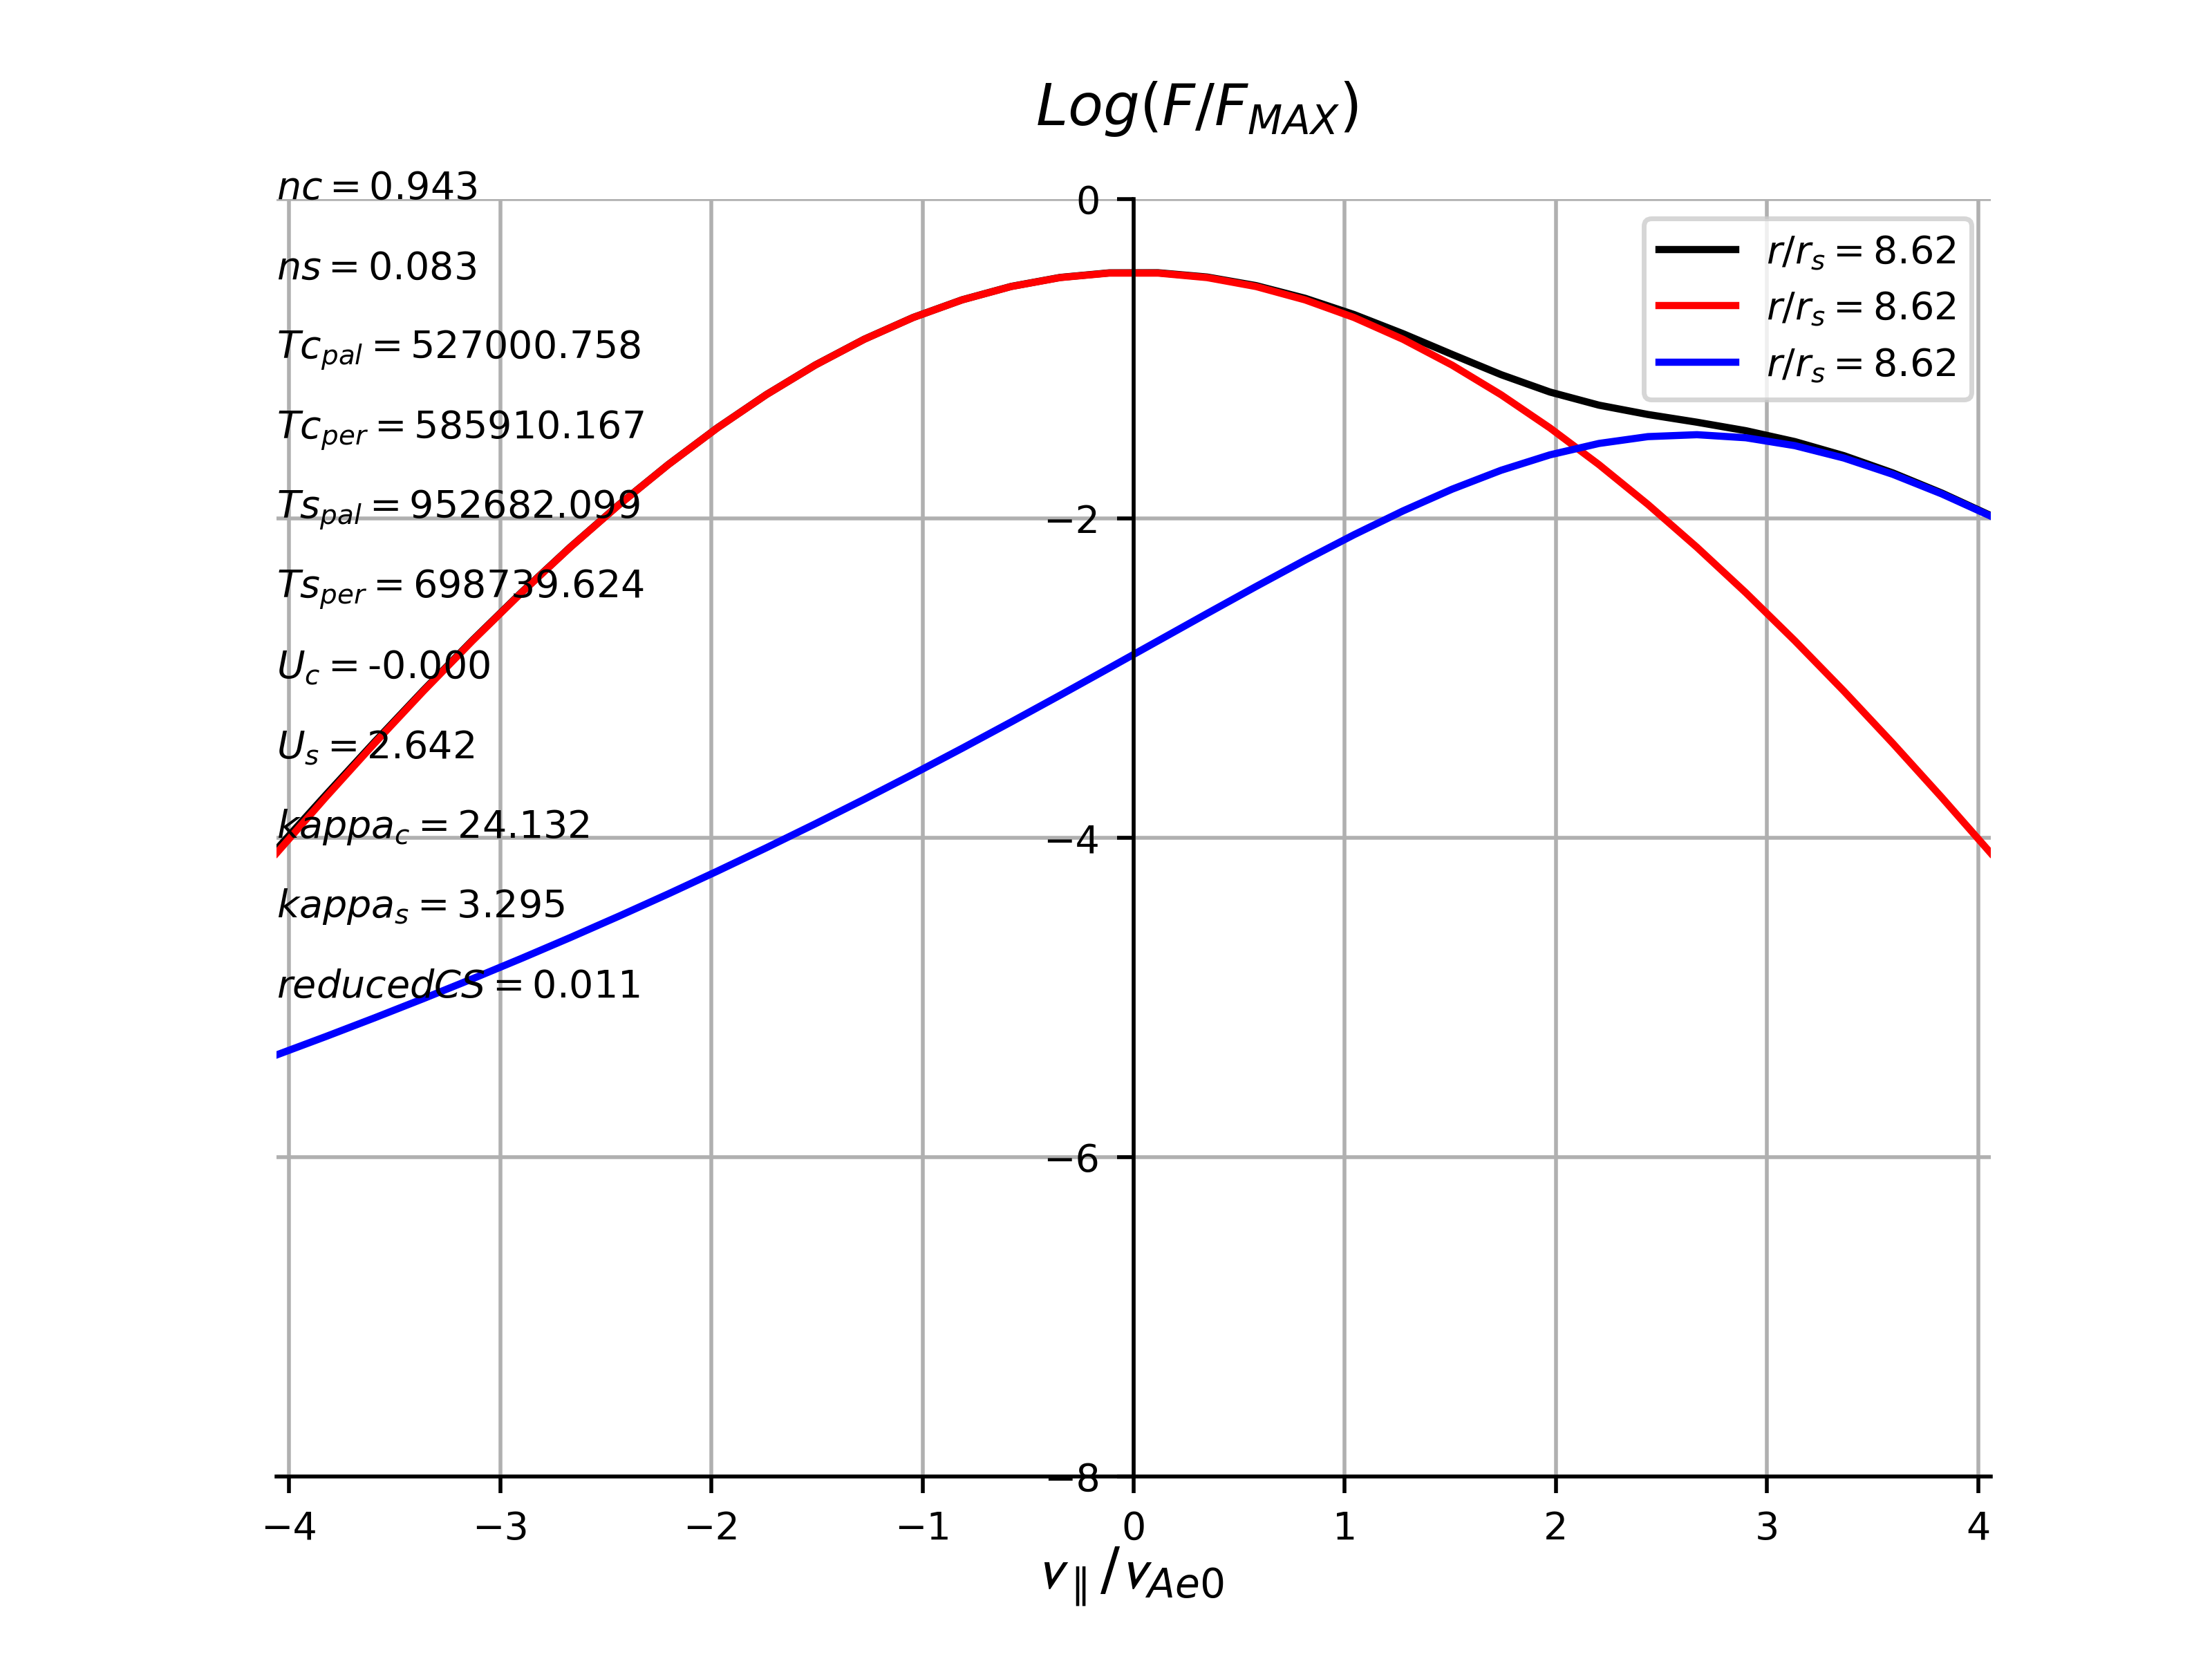 Log(F/F_MAX)
nc = 0.943
ns = 0.083
Tc_pal = 527000.758
Tc_per = 585910.167
Ts_pal = 952682.099
Ts_per = 698739.624
U_c = -0.000
U_s = 2.642
kappa_c = 24.132
kappa_s = 3.295
reducedCS = 0.011
r/r_s = 8.62
r/r_s = 8.62
r/r_s = 8.62
0
−2
−4
−6
−8
−4 −3 −2 −1 0 1 2 3 4
v_∥/v_Ae0